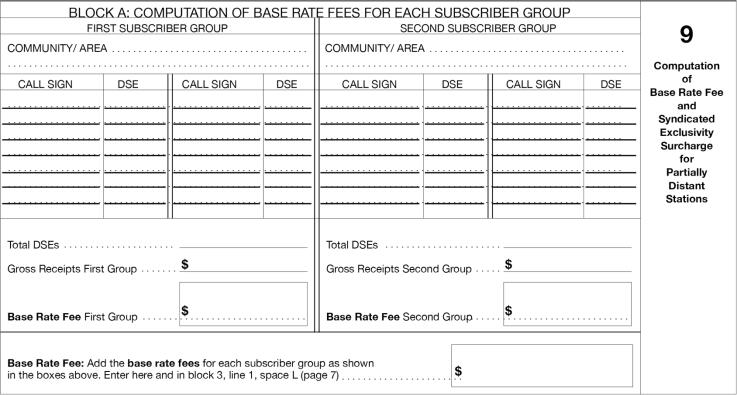 BLOCK A: COMPUTATION OF BASE RATE FEES FOR EACH SUBSCRIBER GROUP
FIRST SUBSCRIBER GROUP
SECOND SUBSCRIBER GROUP
COMMUNITY/ AREA
COMMUNITY/ AREA
CALL SIGN DSE CALL SIGN DSE
CALL SIGN DSE CALL SIGN DSE
Total DSEs
Gross Receipts First Group $
Base Rate Fee First Group $
Total DSEs
Gross Receipts Second Group $
Base Rate Fee Second Group $
Base Rate Fee: Add the base rate fees for each subscriber group as shown
in the boxes above. Enter here and in block 3, line 1, space L (page 7) $
9
Computation
of
Base Rate Fee
and
Syndicated
Exclusivity
Surcharge
for
Partially
Distant
Stations